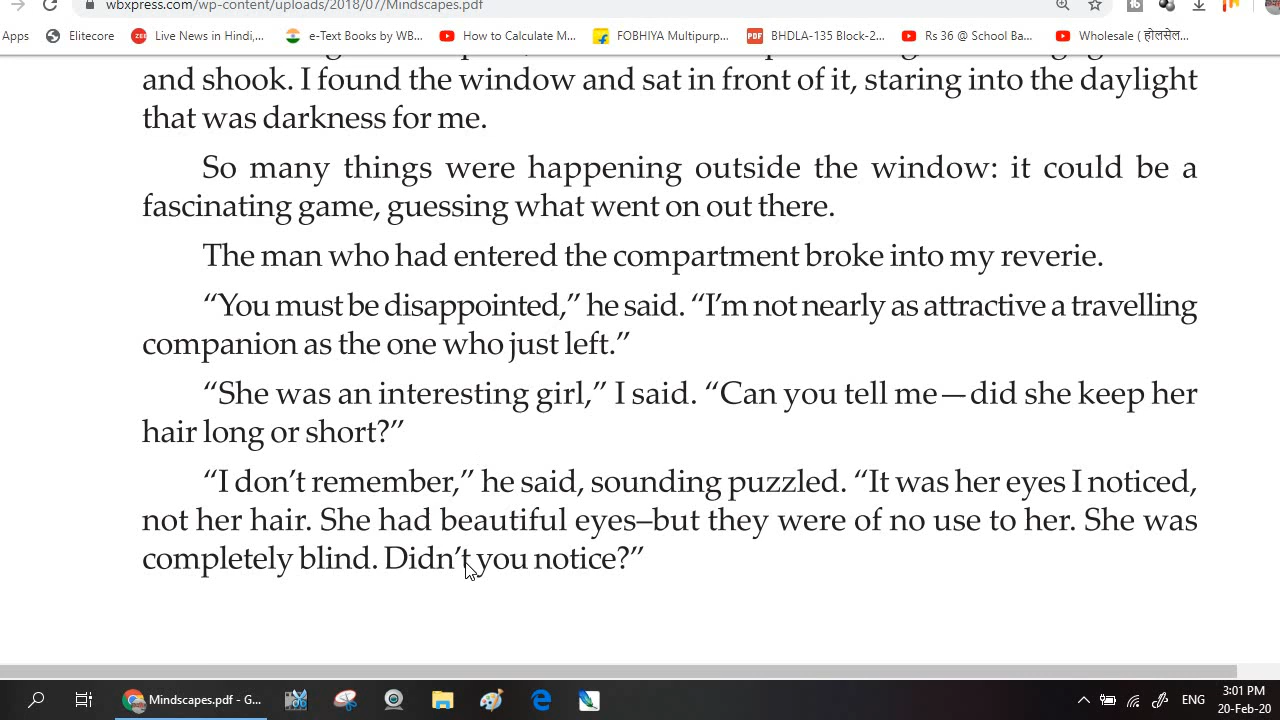 wbxpress.com/wp-content/uploads/2018/07/Mindscapes.pdf
Apps Elitecore Live News in Hindi,... e-Text Books by WB... How to Calculate M... FOBHIYA Multipurp... BHDLA-135 Block-2... Rs 36 @ School Ba... Wholesale ( होलसेल...
and shook. I found the window and sat in front of it, staring into the daylight
that was darkness for me.
So many things were happening outside the window: it could be a
fascinating game, guessing what went on out there.
The man who had entered the compartment broke into my reverie.
“You must be disappointed,” he said. “I’m not nearly as attractive a travelling
companion as the one who just left.”
“She was an interesting girl,” I said. “Can you tell me—did she keep her
hair long or short?”
“I don’t remember,” he said, sounding puzzled. “It was her eyes I noticed,
not her hair. She had beautiful eyes–but they were of no use to her. She was
completely blind. Didn’t you notice?”
Mindscapes.pdf - G... ENG 3:01 PM
20-Feb-20